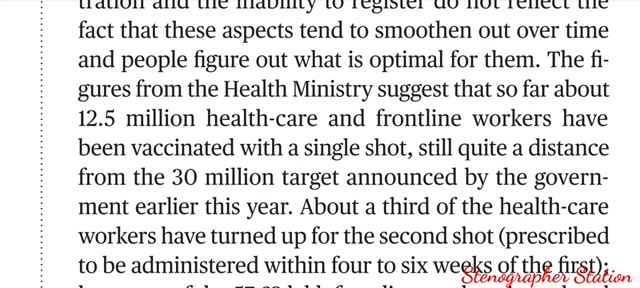 tration and the inability to register do not reflect the
fact that these aspects tend to smoothen out over time
and people figure out what is optimal for them. The fi-
gures from the Health Ministry suggest that so far about
12.5 million health-care and frontline workers have
been vaccinated with a single shot, still quite a distance
from the 30 million target announced by the govern-
ment earlier this year. About a third of the health-care
workers have turned up for the second shot (prescribed
to be administered within four to six weeks of the first);
Stenographer Station